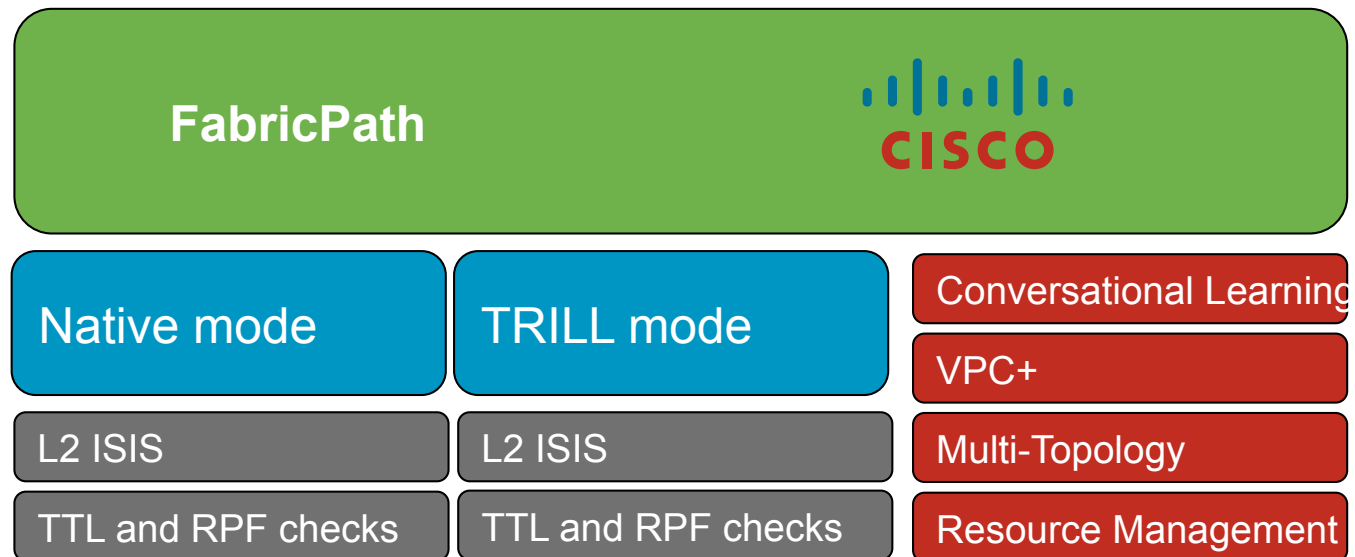 FabricPath
CISCO
Native mode
TRILL mode
Conversational Learning
VPC+
L2 ISIS
L2 ISIS
Multi-Topology
TTL and RPF checks
TTL and RPF checks
Resource Management